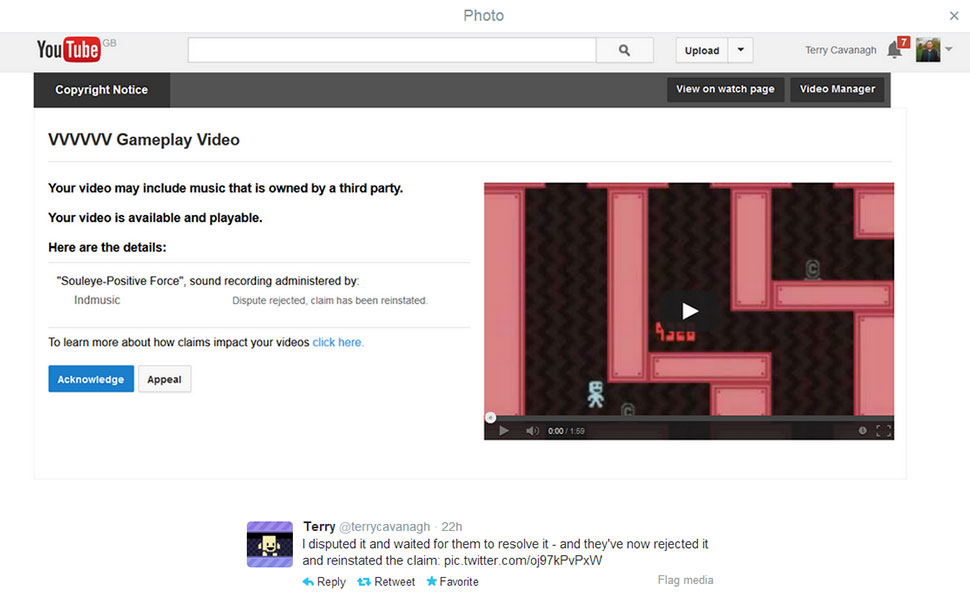 Photo
×
YouTube GB
Upload
Terry Cavanagh
7
Copyright Notice
View on watch page
Video Manager
VVVVVV Gameplay Video
Your video may include music that is owned by a third party.
Your video is available and playable.
Here are the details:
"Souleye-Positive Force", sound recording administered by:
Indmusic
Dispute rejected, claim has been reinstated.
To learn more about how claims impact your videos click here.
Acknowledge
Appeal
C
C
0:00 / 1:59
Terry @terrycavanagh · 22h
I disputed it and waited for them to resolve it - and they've now rejected it
and reinstated the claim: pic.twitter.com/oj97kPvPxW
Reply Retweet Favorite
Flag media